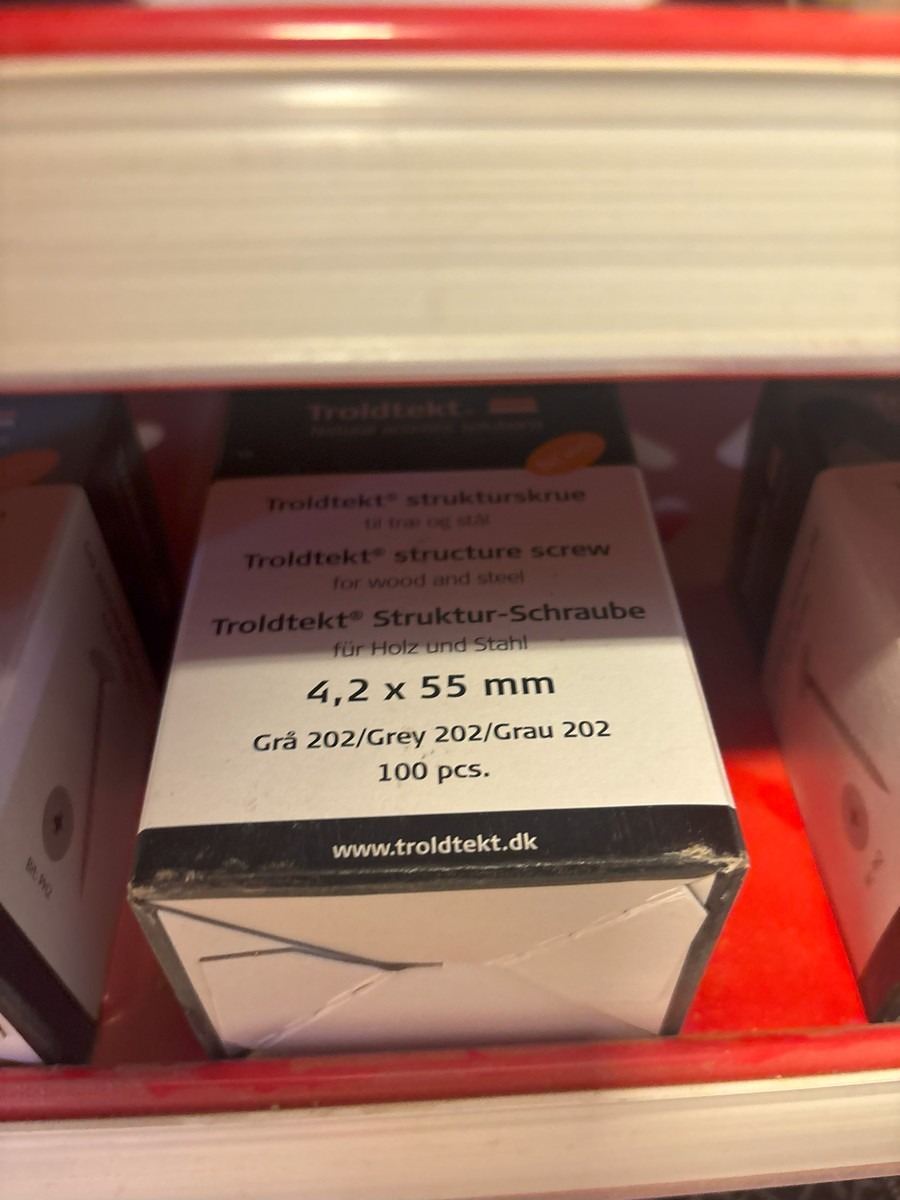 Troldtekt®
Troldtekt® strukturskrue
til træ og stål
Troldtekt® structure screw
for wood and steel
Troldtekt® Struktur-Schraube
für Holz und Stahl
4,2 x 55 mm
Grå 202/Grey 202/Grau 202
100 pcs.
www.troldtekt.dk